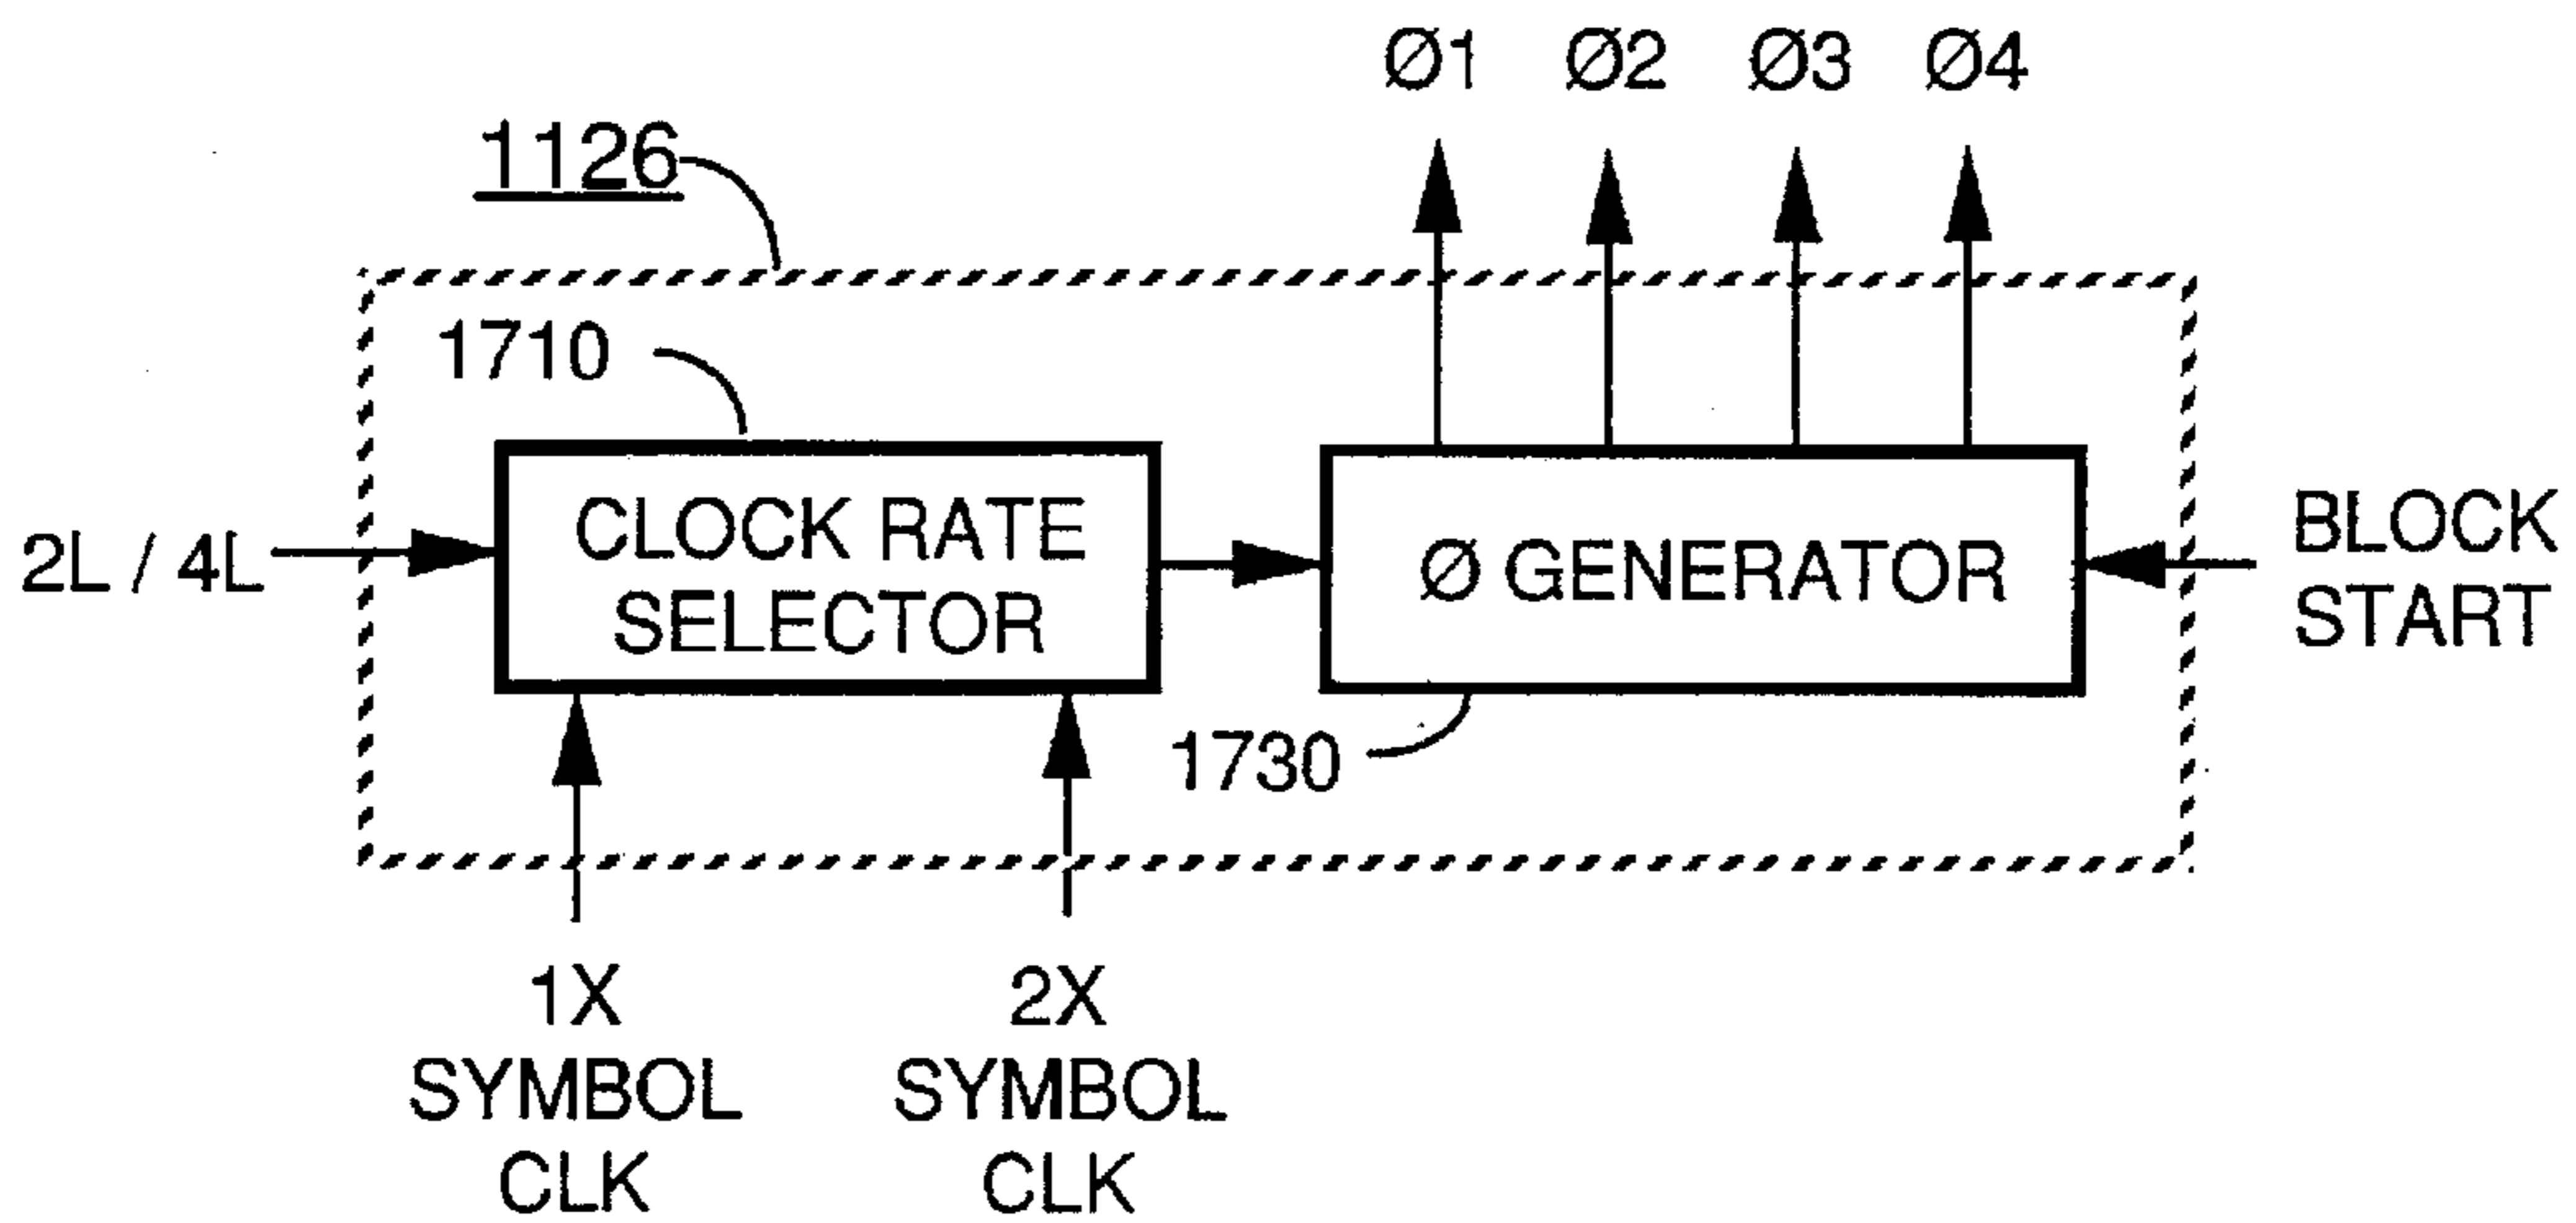 Ø1 Ø2 Ø3 Ø4
1126
1710
CLOCK RATE
SELECTOR
2L / 4L
Ø GENERATOR
BLOCK
START
1730
1X
SYMBOL
CLK
2X
SYMBOL
CLK